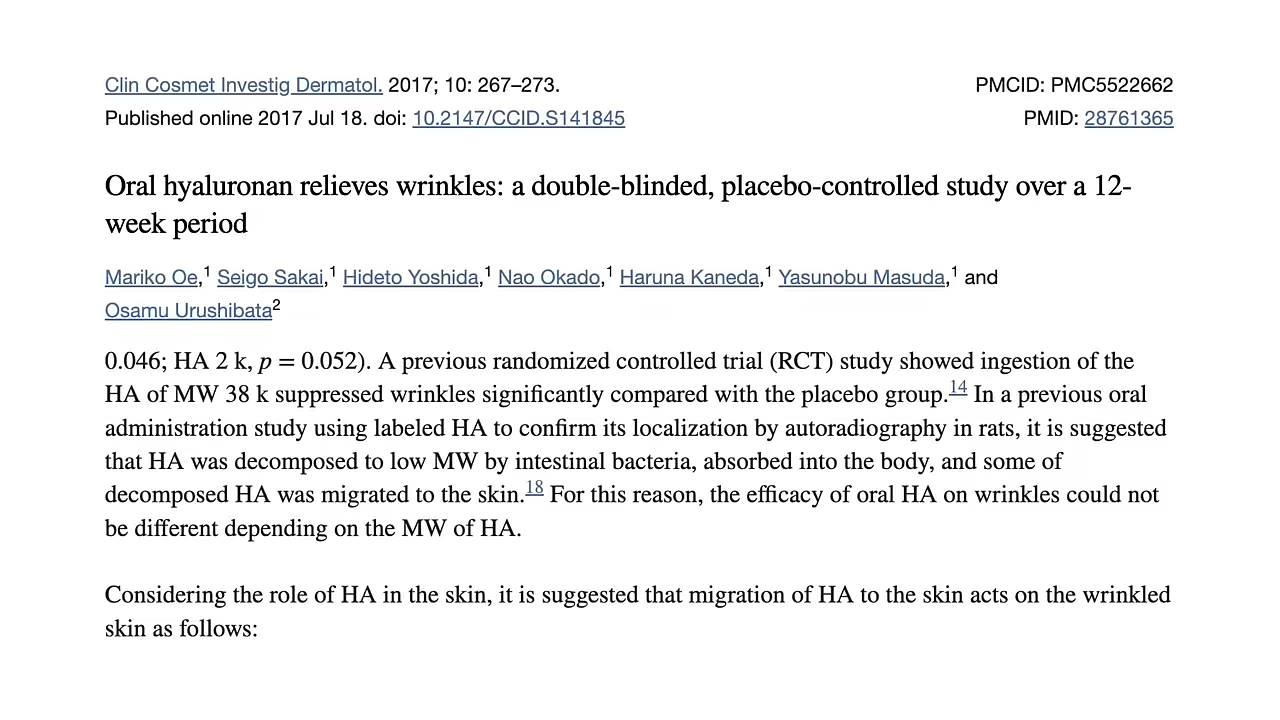 Clin Cosmet Investig Dermatol. 2017; 10: 267–273.
PMCID: PMC5522662
Published online 2017 Jul 18. doi: 10.2147/CCID.S141845
PMID: 28761365
Oral hyaluronan relieves wrinkles: a double-blinded, placebo-controlled study over a 12-
week period
Mariko Oe,1 Seigo Sakai,1 Hideto Yoshida,1 Nao Okado,1 Haruna Kaneda,1 Yasunobu Masuda,1 and
Osamu Urushibata2
0.046; HA 2 k, p = 0.052). A previous randomized controlled trial (RCT) study showed ingestion of the
HA of MW 38 k suppressed wrinkles significantly compared with the placebo group.14 In a previous oral
administration study using labeled HA to confirm its localization by autoradiography in rats, it is suggested
that HA was decomposed to low MW by intestinal bacteria, absorbed into the body, and some of
decomposed HA was migrated to the skin.18 For this reason, the efficacy of oral HA on wrinkles could not
be different depending on the MW of HA.
Considering the role of HA in the skin, it is suggested that migration of HA to the skin acts on the wrinkled
skin as follows: